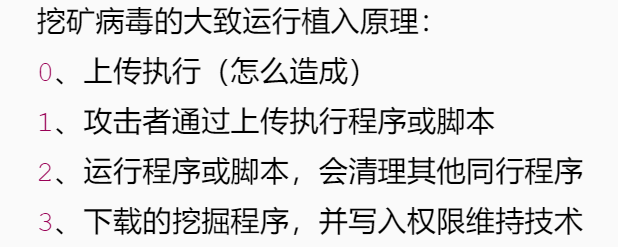 挖矿病毒的大致运行植入原理：
0、上传执行（怎么造成）
1、攻击者通过上传执行程序或脚本
2、运行程序或脚本，会清理其他同行程序
3、下载的挖掘程序，并写入权限维持技术